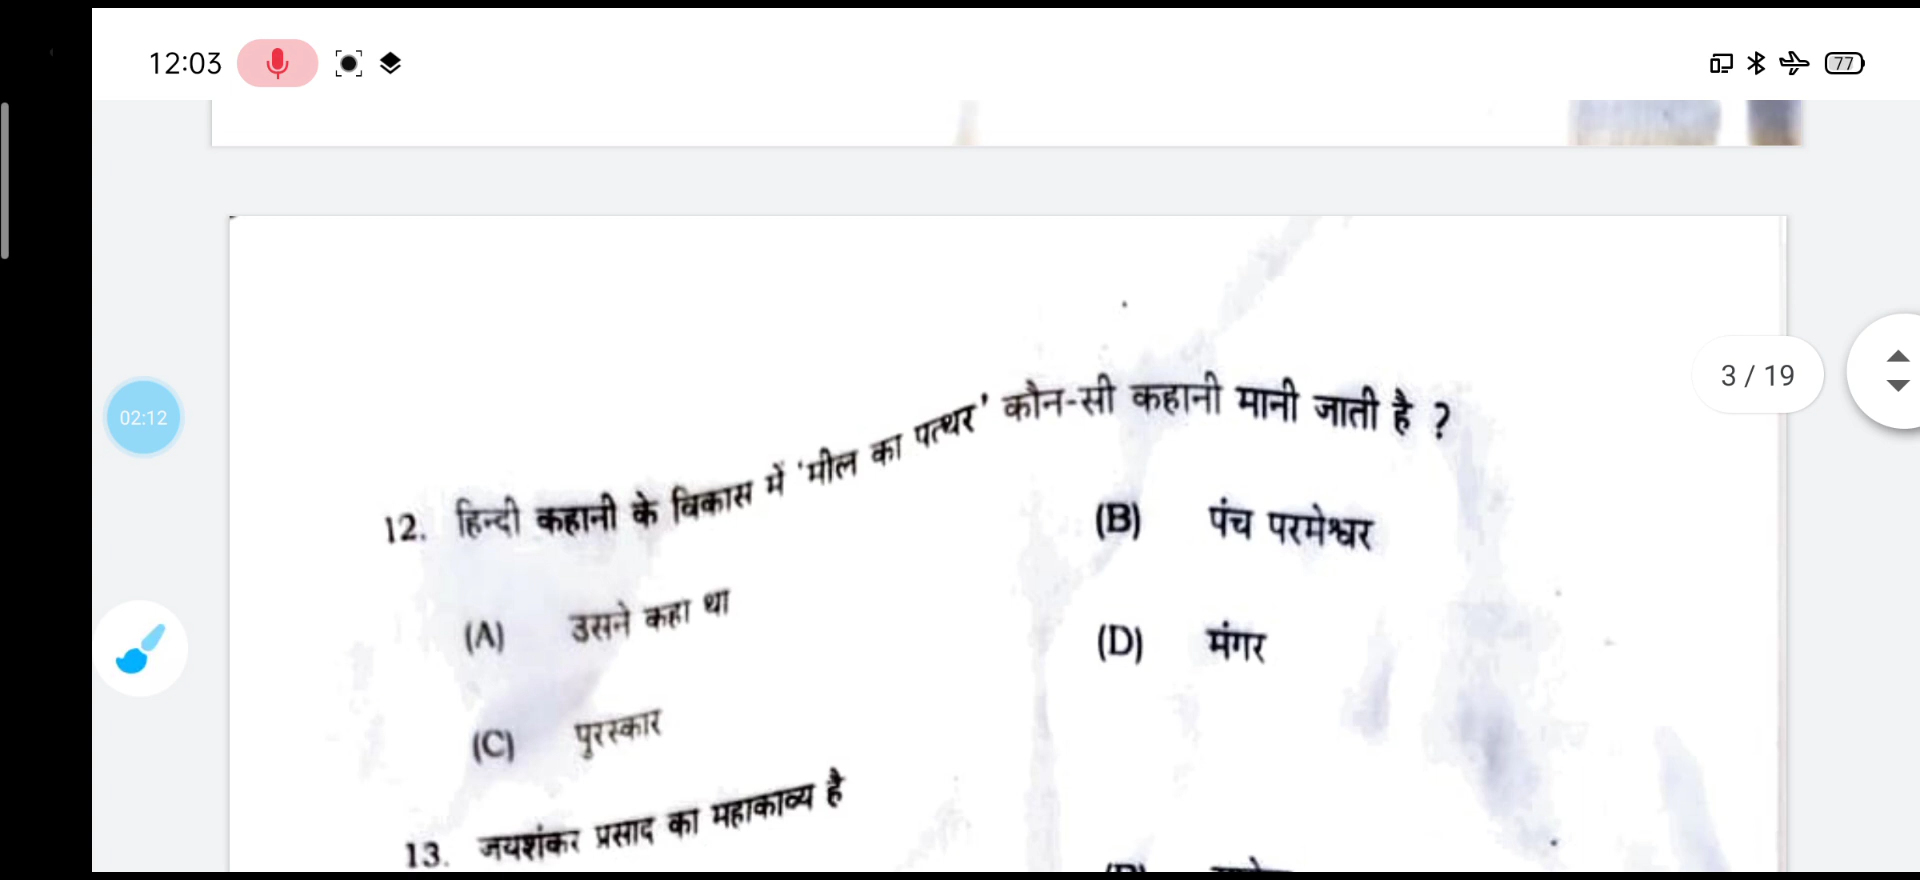 12:03
77
3 / 19
02:12
12. हिन्दी कहानी के विकास में 'मील का पत्थर' कौन-सी कहानी मानी जाती है ?
(A) उसने कहा था
(B) पंच परमेश्वर
(C) पुरस्कार
(D) मंगर
13. जयशंकर प्रसाद का महाकाव्य है